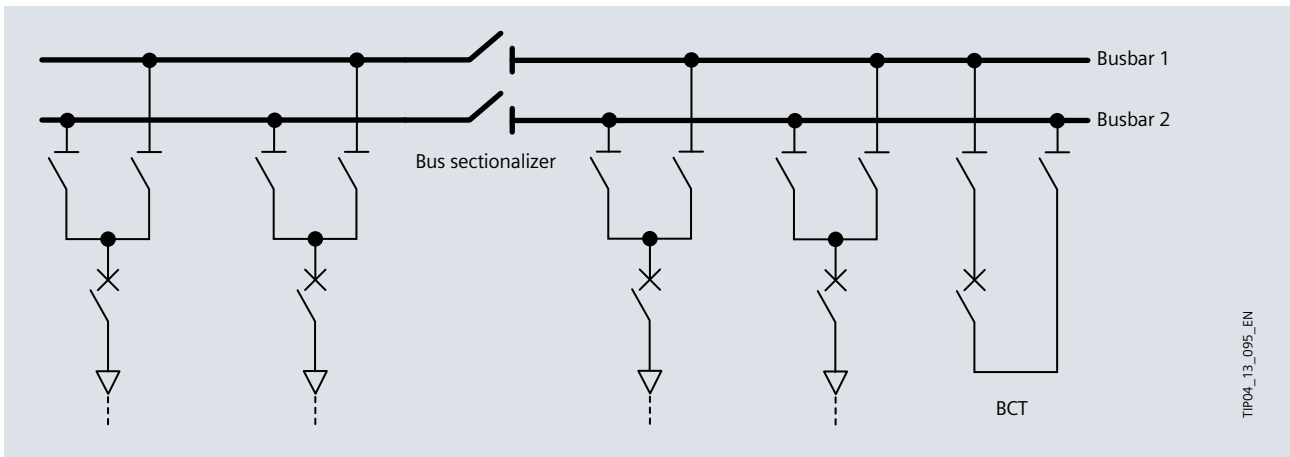 Busbar 1
Busbar 2
Bus sectionalizer
BCT
TIP04_13_095_EN